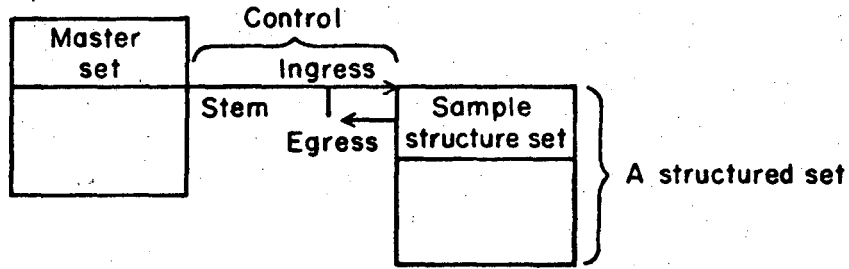 Control
Master
set
Ingress
Stem
Egress
Sample
structure set
A structured set